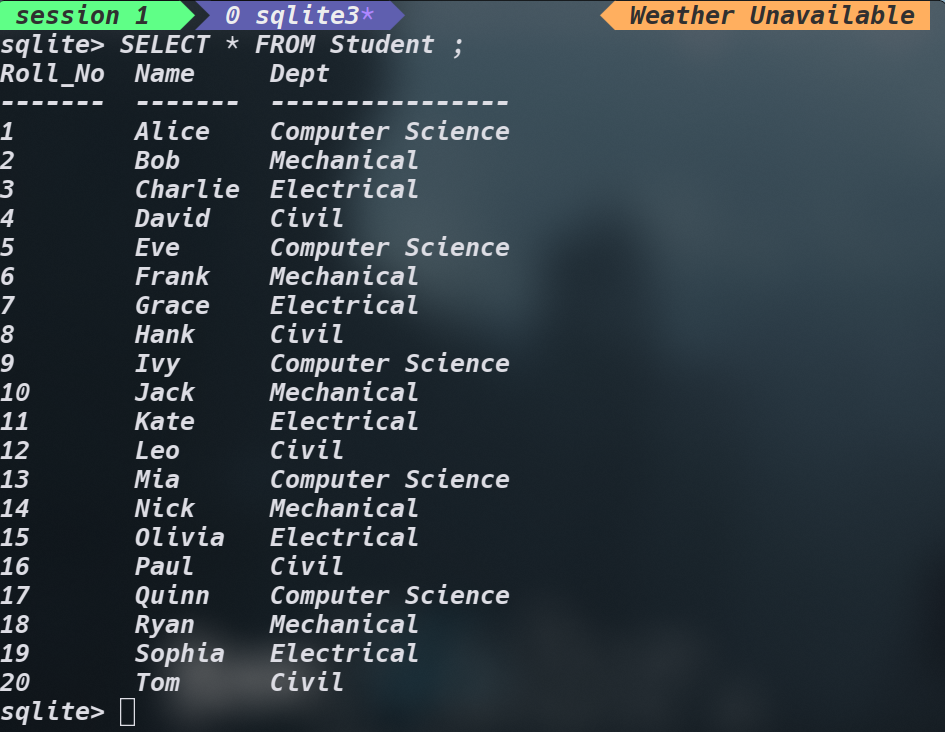 session 1 0 sqlite3* Weather Unavailable
sqlite> SELECT * FROM Student ;
Roll_No  Name     Dept
-------  -------  ----------------
1        Alice    Computer Science
2        Bob      Mechanical
3        Charlie  Electrical
4        David    Civil
5        Eve      Computer Science
6        Frank    Mechanical
7        Grace    Electrical
8        Hank     Civil
9        Ivy      Computer Science
10       Jack     Mechanical
11       Kate     Electrical
12       Leo      Civil
13       Mia      Computer Science
14       Nick     Mechanical
15       Olivia   Electrical
16       Paul     Civil
17       Quinn    Computer Science
18       Ryan     Mechanical
19       Sophia   Electrical
20       Tom      Civil
sqlite>